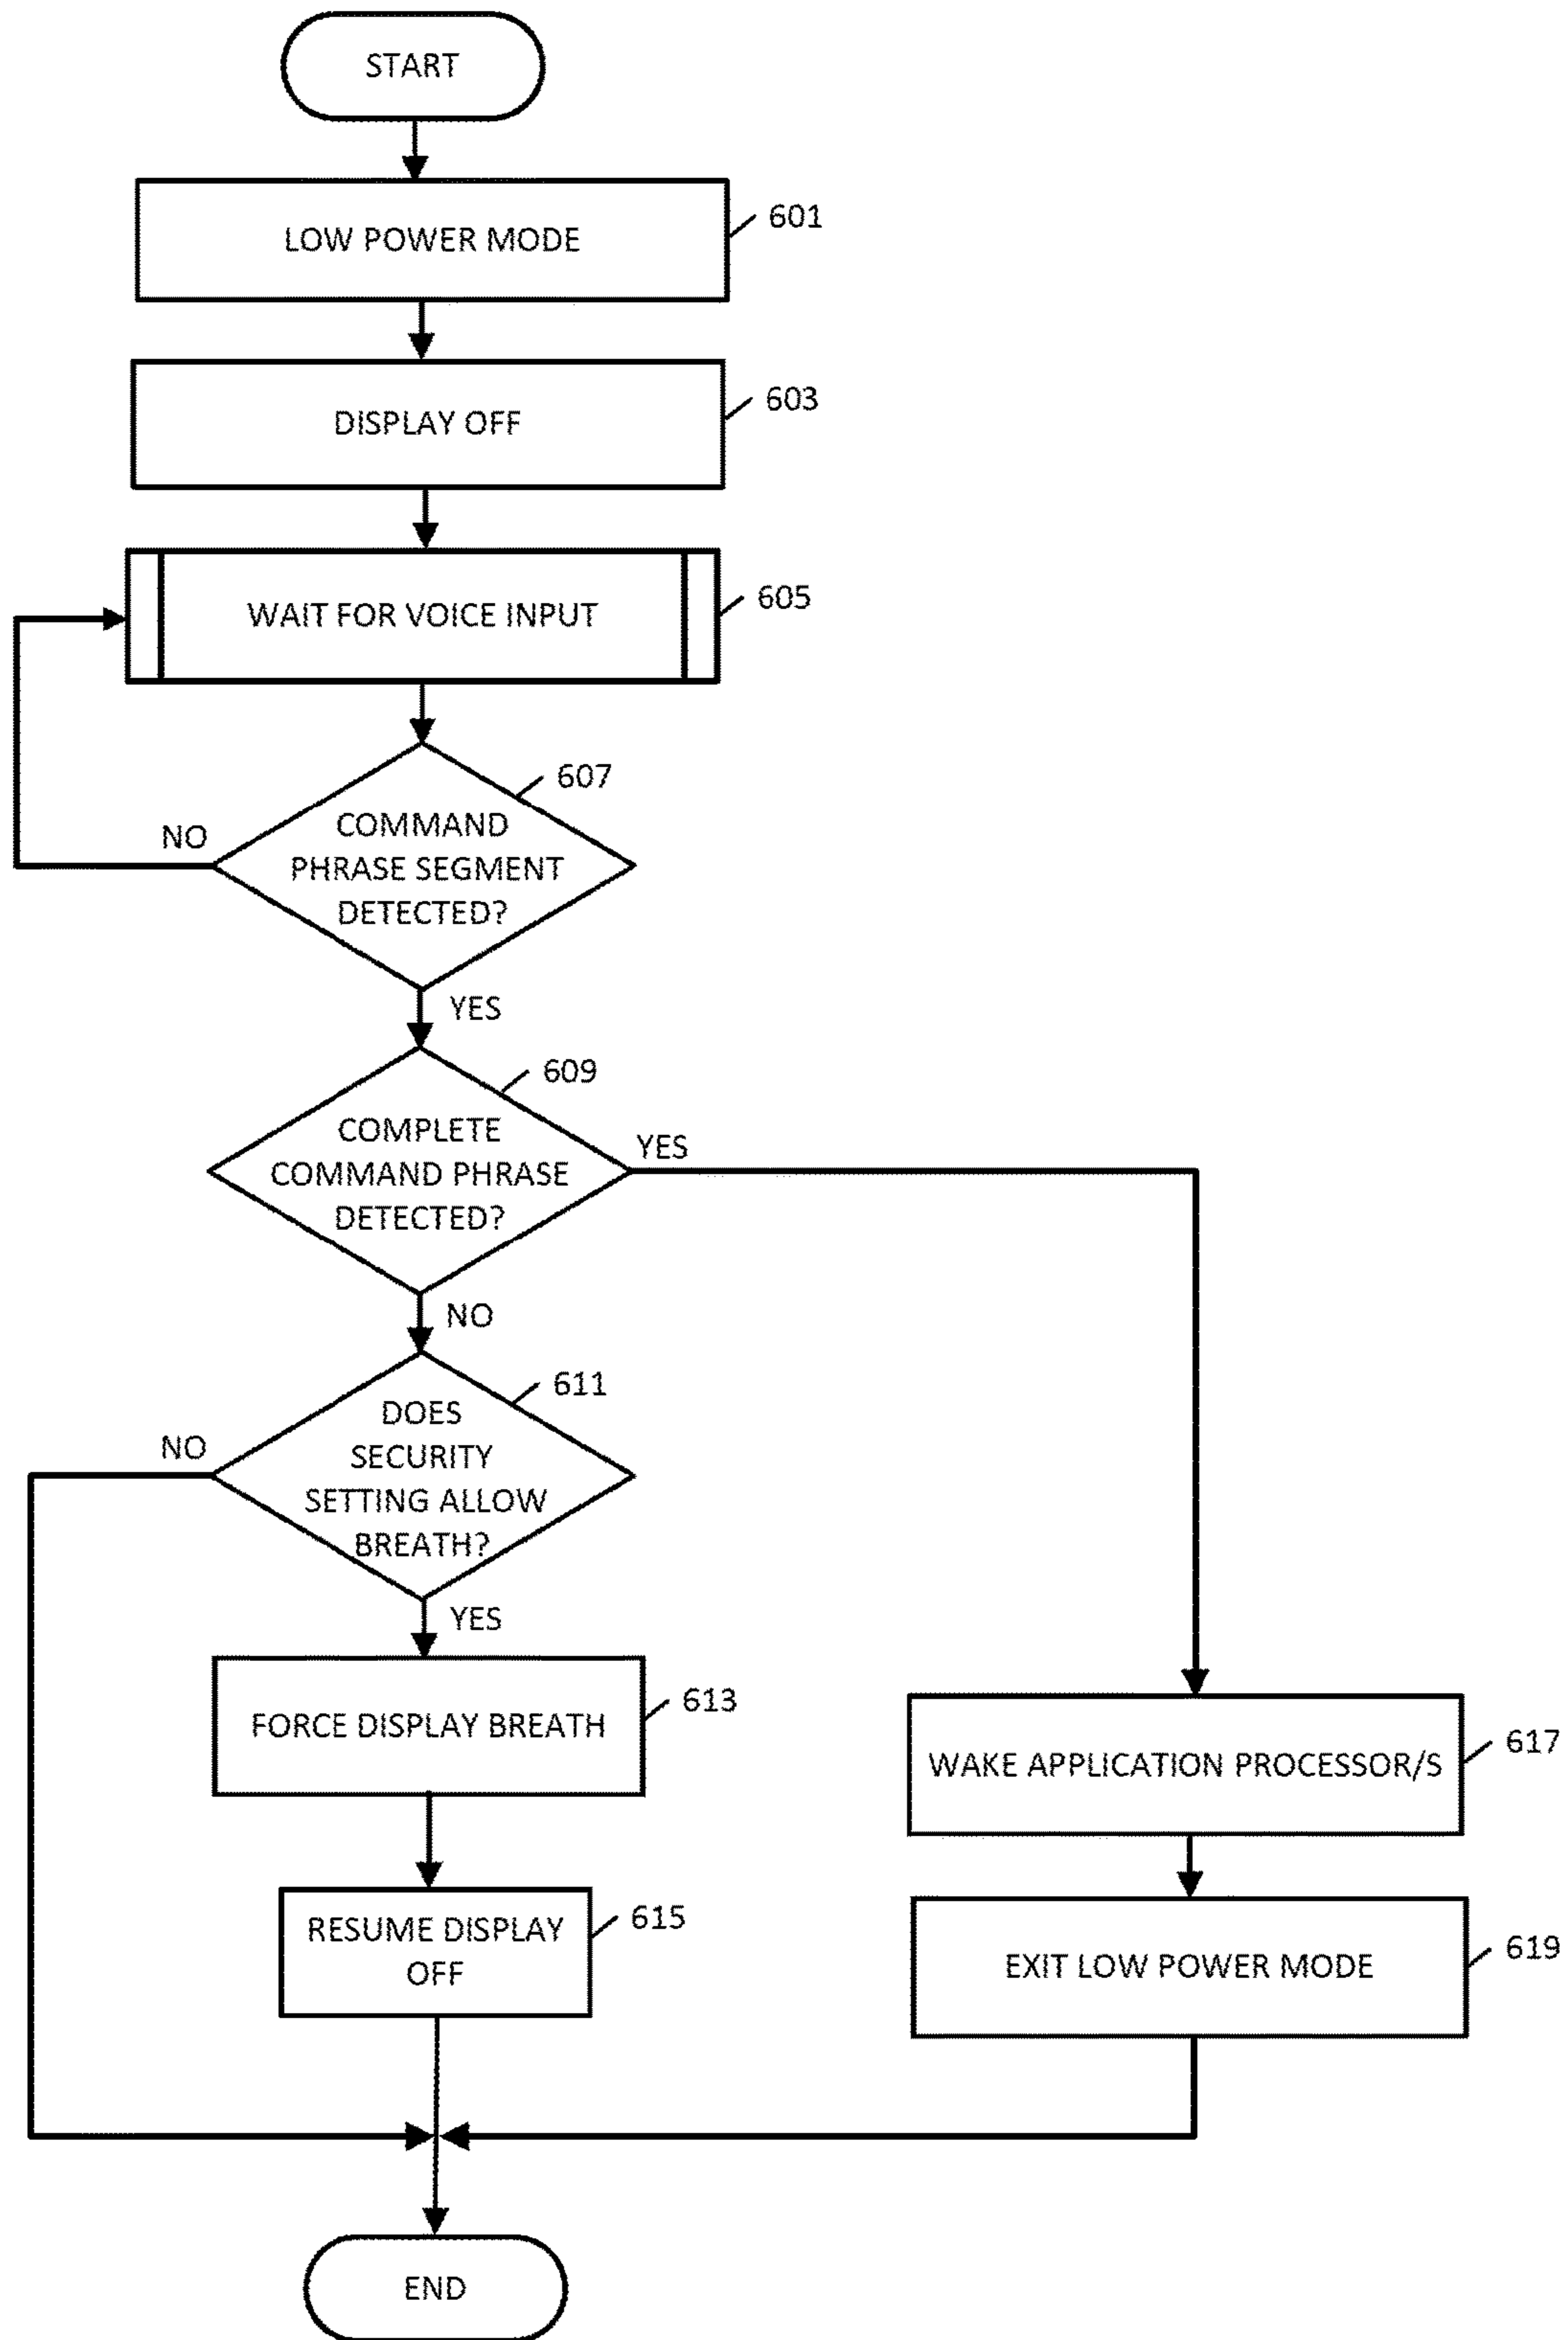 START
LOW POWER MODE
601
DISPLAY OFF
603
WAIT FOR VOICE INPUT
605
607
COMMAND
PHRASE SEGMENT
DETECTED?
NO
YES
609
COMPLETE
COMMAND PHRASE
DETECTED?
YES
NO
611
DOES
SECURITY
SETTING ALLOW
BREATH?
NO
YES
FORCE DISPLAY BREATH
613
WAKE APPLICATION PROCESSOR/S
617
RESUME DISPLAY
OFF
615
EXIT LOW POWER MODE
619
END